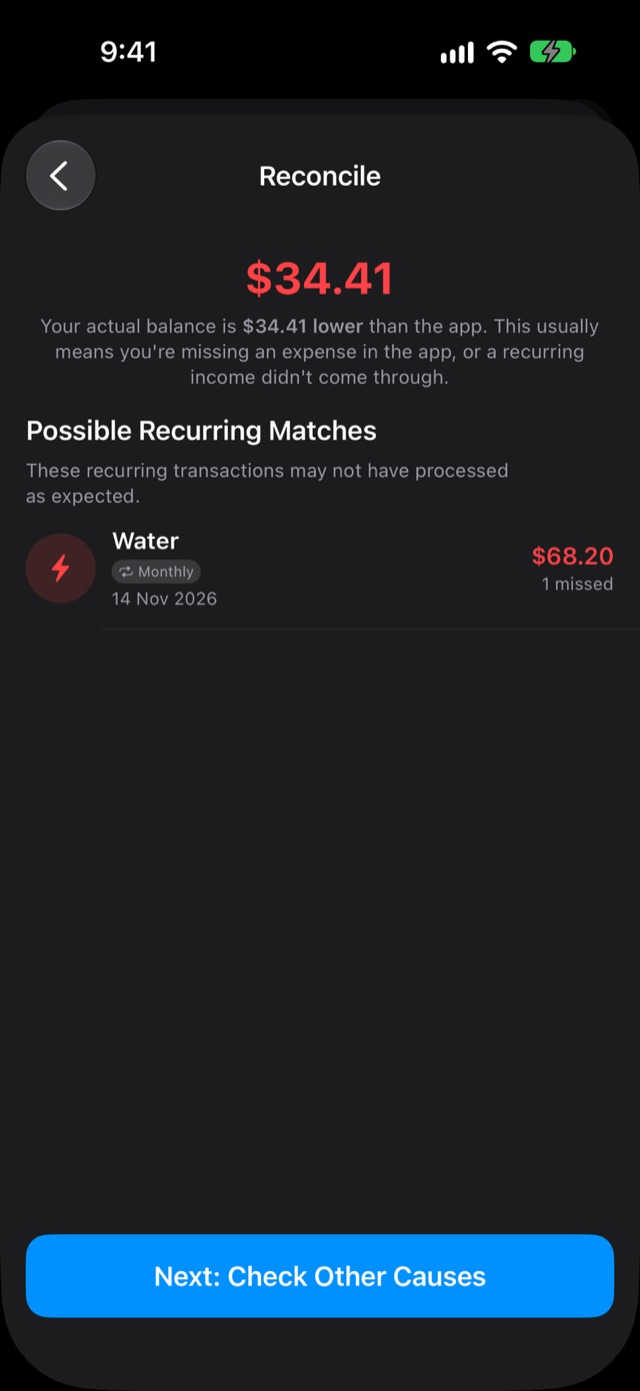 9:41
Reconcile
$34.41
Your actual balance is $34.41 lower than the app. This usually
means you're missing an expense in the app, or a recurring
income didn't come through.
Possible Recurring Matches
These recurring transactions may not have processed
as expected.
Water
$68.20
Monthly
1 missed
14 Nov 2026
Next: Check Other Causes